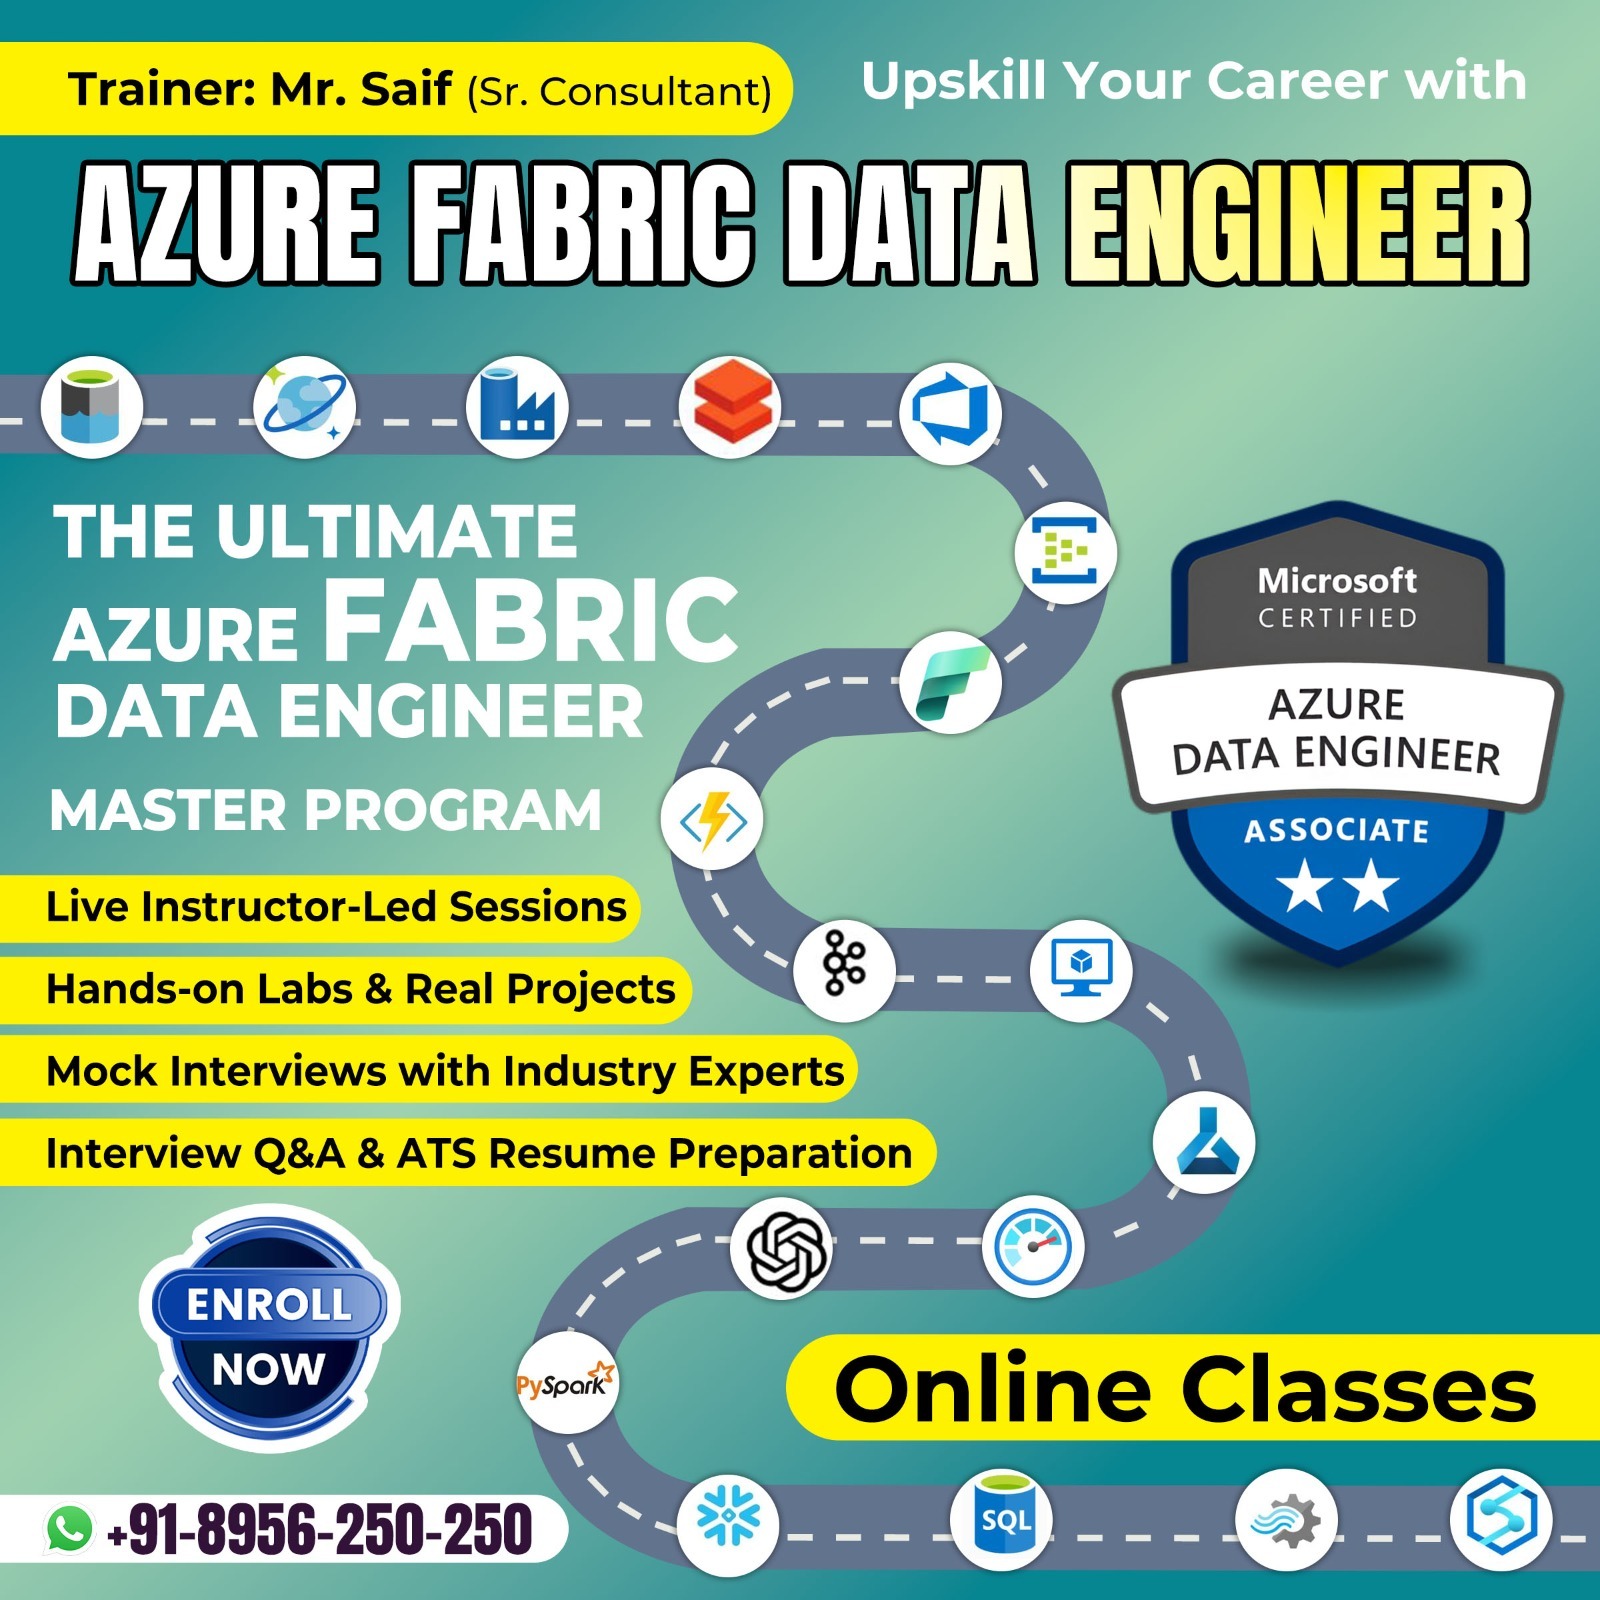 Trainer: Mr. Saif (Sr. Consultant)
Upskill Your Career with
AZURE FABRIC DATA ENGINEER
THE ULTIMATE
AZURE FABRIC
DATA ENGINEER
MASTER PROGRAM
Microsoft
CERTIFIED
AZURE
DATA ENGINEER
ASSOCIATE
Live Instructor-Led Sessions
Hands-on Labs & Real Projects
Mock Interviews with Industry Experts
Interview Q&A & ATS Resume Preparation
ENROLL
NOW
PySpark
Online Classes
+91-8956-250-250
SQL